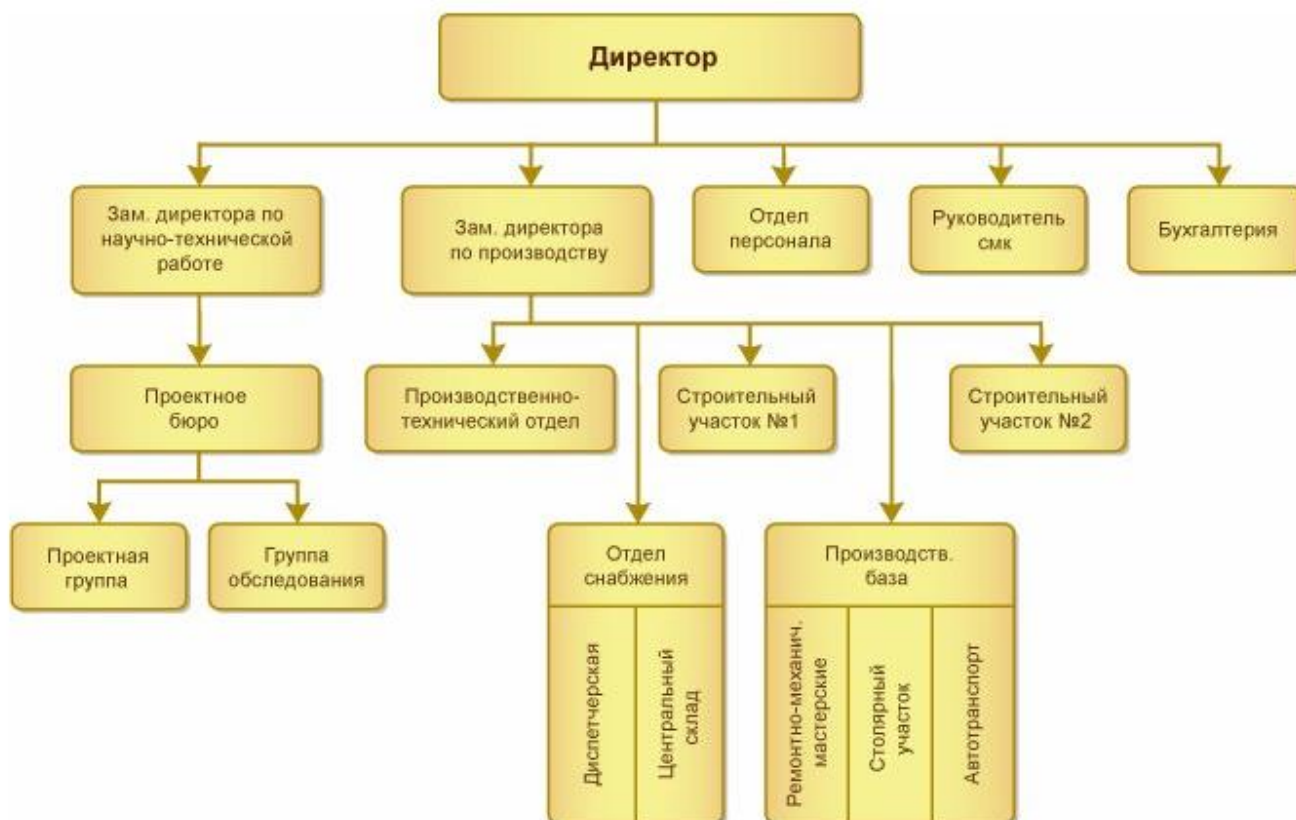 Директор
Зам. директора по
научно-технической
работе
Зам. директора
по производству
Отдел
персонала
Руководитель
смк
Бухгалтерия
Проектное
бюро
Производственно-
технический отдел
Строительный
участок №1
Строительный
участок №2
Проектная
группа
Группа
обследования
Отдел
снабжения
Производств.
база
Диспетчерская
Центральный
склад
Ремонтно-механич.
мастерские
Столярный
участок
Автотранспорт